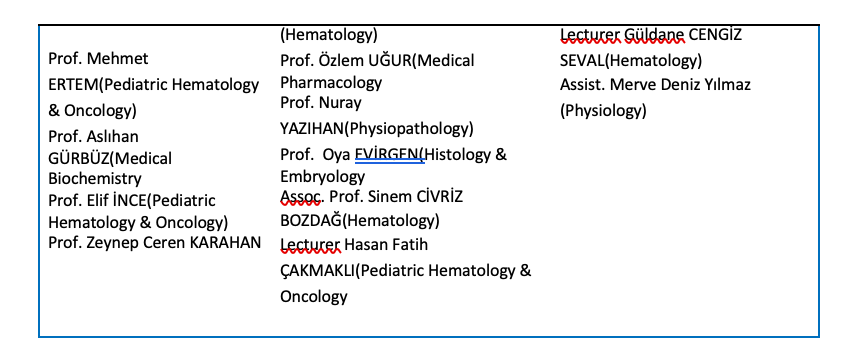 Prof. Mehmet
ERTEM(Pediatric Hematology
& Oncology)
Prof. Aslıhan
GÜRBÜZ(Medical
Biochemistry
Prof. Elif İNCE(Pediatric
Hematology & Oncology)
Prof. Zeynep Ceren KARAHAN
(Hematology)
Prof. Özlem UĞUR(Medical
Pharmacology
Prof. Nuray
YAZIHAN(Physiopathology)
Prof.  Oya EVİRGEN(Histology &
Embryology
Assoc. Prof. Sinem CİVRİZ
BOZDAĞ(Hematology)
Lecturer Hasan Fatih
ÇAKMAKLI(Pediatric Hematology &
Oncology
Lecturer Güldane CENGİZ
SEVAL(Hematology)
Assist. Merve Deniz Yılmaz
(Physiology)